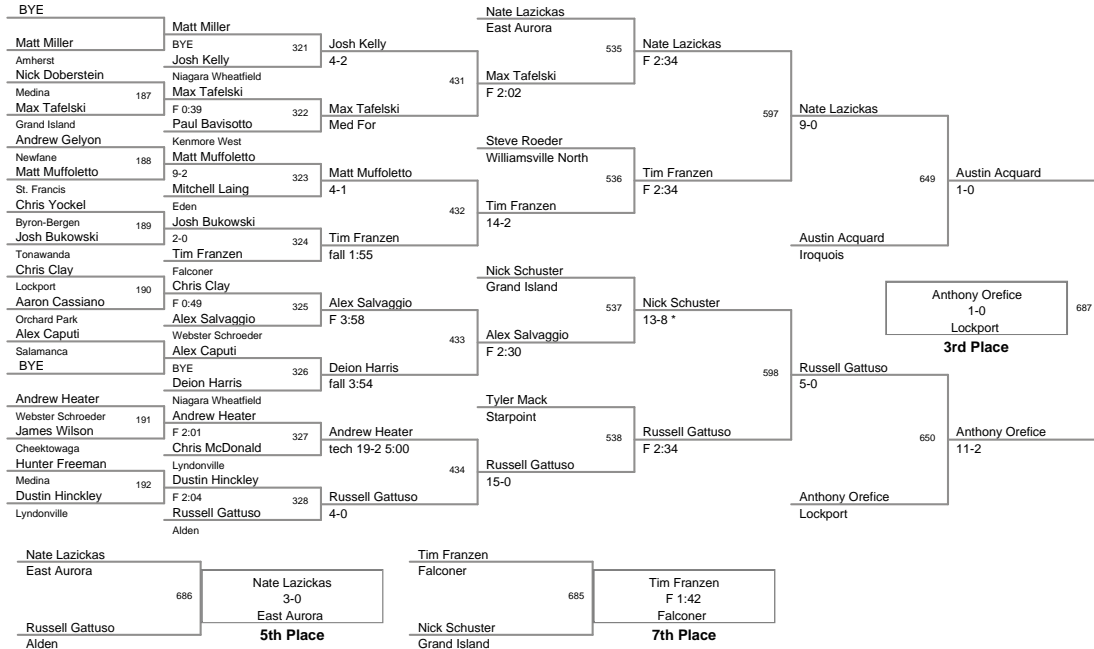 BYE
Matt Miller
Amherst
Nick Doberstein
Medina
187
Max Tafelski
Grand Island
Andrew Gelyon
Newfane
188
Matt Muffoletto
St. Francis
Chris Yockel
Byron-Bergen
189
Josh Bukowski
Tonawanda
Chris Clay
Lockport
190
Aaron Cassiano
Orchard Park
Alex Caputi
Salamanca
BYE
Andrew Heater
Webster Schroeder
191
James Wilson
Cheektowaga
Hunter Freeman
Medina
192
Dustin Hinckley
Lyndonville
Matt Miller
BYE
321
Josh Kelly
Niagara Wheatfield
Max Tafelski
F 0:39
322
Paul Bavisotto
Kenmore West
Matt Muffoletto
9-2
323
Mitchell Laing
Eden
Josh Bukowski
2-0
324
Tim Franzen
Falconer
Chris Clay
F 0:49
325
Alex Salvaggio
Webster Schroeder
Alex Caputi
BYE
326
Deion Harris
Niagara Wheatfield
Andrew Heater
F 2:01
327
Chris McDonald
Lyndonville
Dustin Hinckley
F 2:04
328
Russell Gattuso
Alden
Josh Kelly
4-2
431
Max Tafelski
Med For
Matt Muffoletto
4-1
432
Tim Franzen
fall 1:55
Alex Salvaggio
F 3:58
433
Deion Harris
fall 3:54
Andrew Heater
tech 19-2 5:00
434
Russell Gattuso
4-0
Nate Lazickas
East Aurora
535
Max Tafelski
F 2:02
Steve Roeder
Williamsville North
536
Tim Franzen
14-2
Nick Schuster
Grand Island
537
Alex Salvaggio
F 2:30
Tyler Mack
Starpoint
538
Russell Gattuso
15-0
Nate Lazickas
F 2:34
597
Tim Franzen
F 2:34
Nick Schuster
13-8 *
598
Russell Gattuso
F 2:34
Nate Lazickas
9-0
649
Austin Acquard
Iroquois
Russell Gattuso
5-0
650
Anthony Orefice
Lockport
Austin Acquard
1-0
Anthony Orefice
1-0
Lockport
687
3rd Place
Anthony Orefice
11-2
Nate Lazickas
East Aurora
686
Russell Gattuso
Alden
Nate Lazickas
3-0
East Aurora
5th Place
Tim Franzen
Falconer
685
Nick Schuster
Grand Island
Tim Franzen
F 1:42
Falconer
7th Place